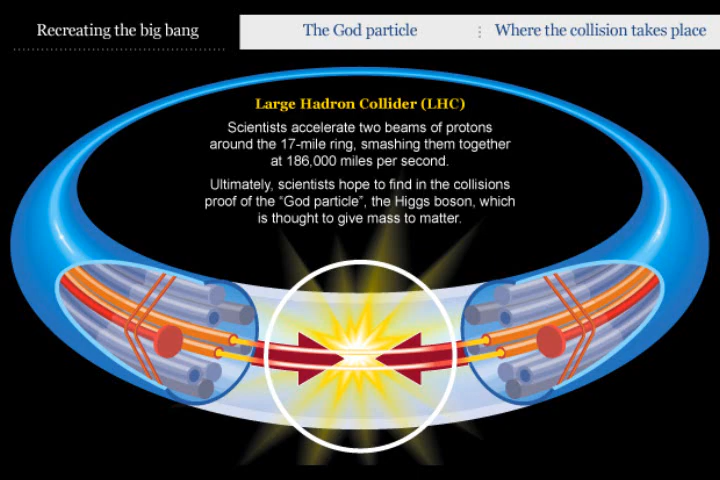 Recreating the big bang
The God particle
Where the collision takes place
Large Hadron Collider (LHC)
Scientists accelerate two beams of protons
around the 17-mile ring, smashing them together
at 186,000 miles per second.
Ultimately, scientists hope to find in the collisions
proof of the “God particle”, the Higgs boson, which
is thought to give mass to matter.